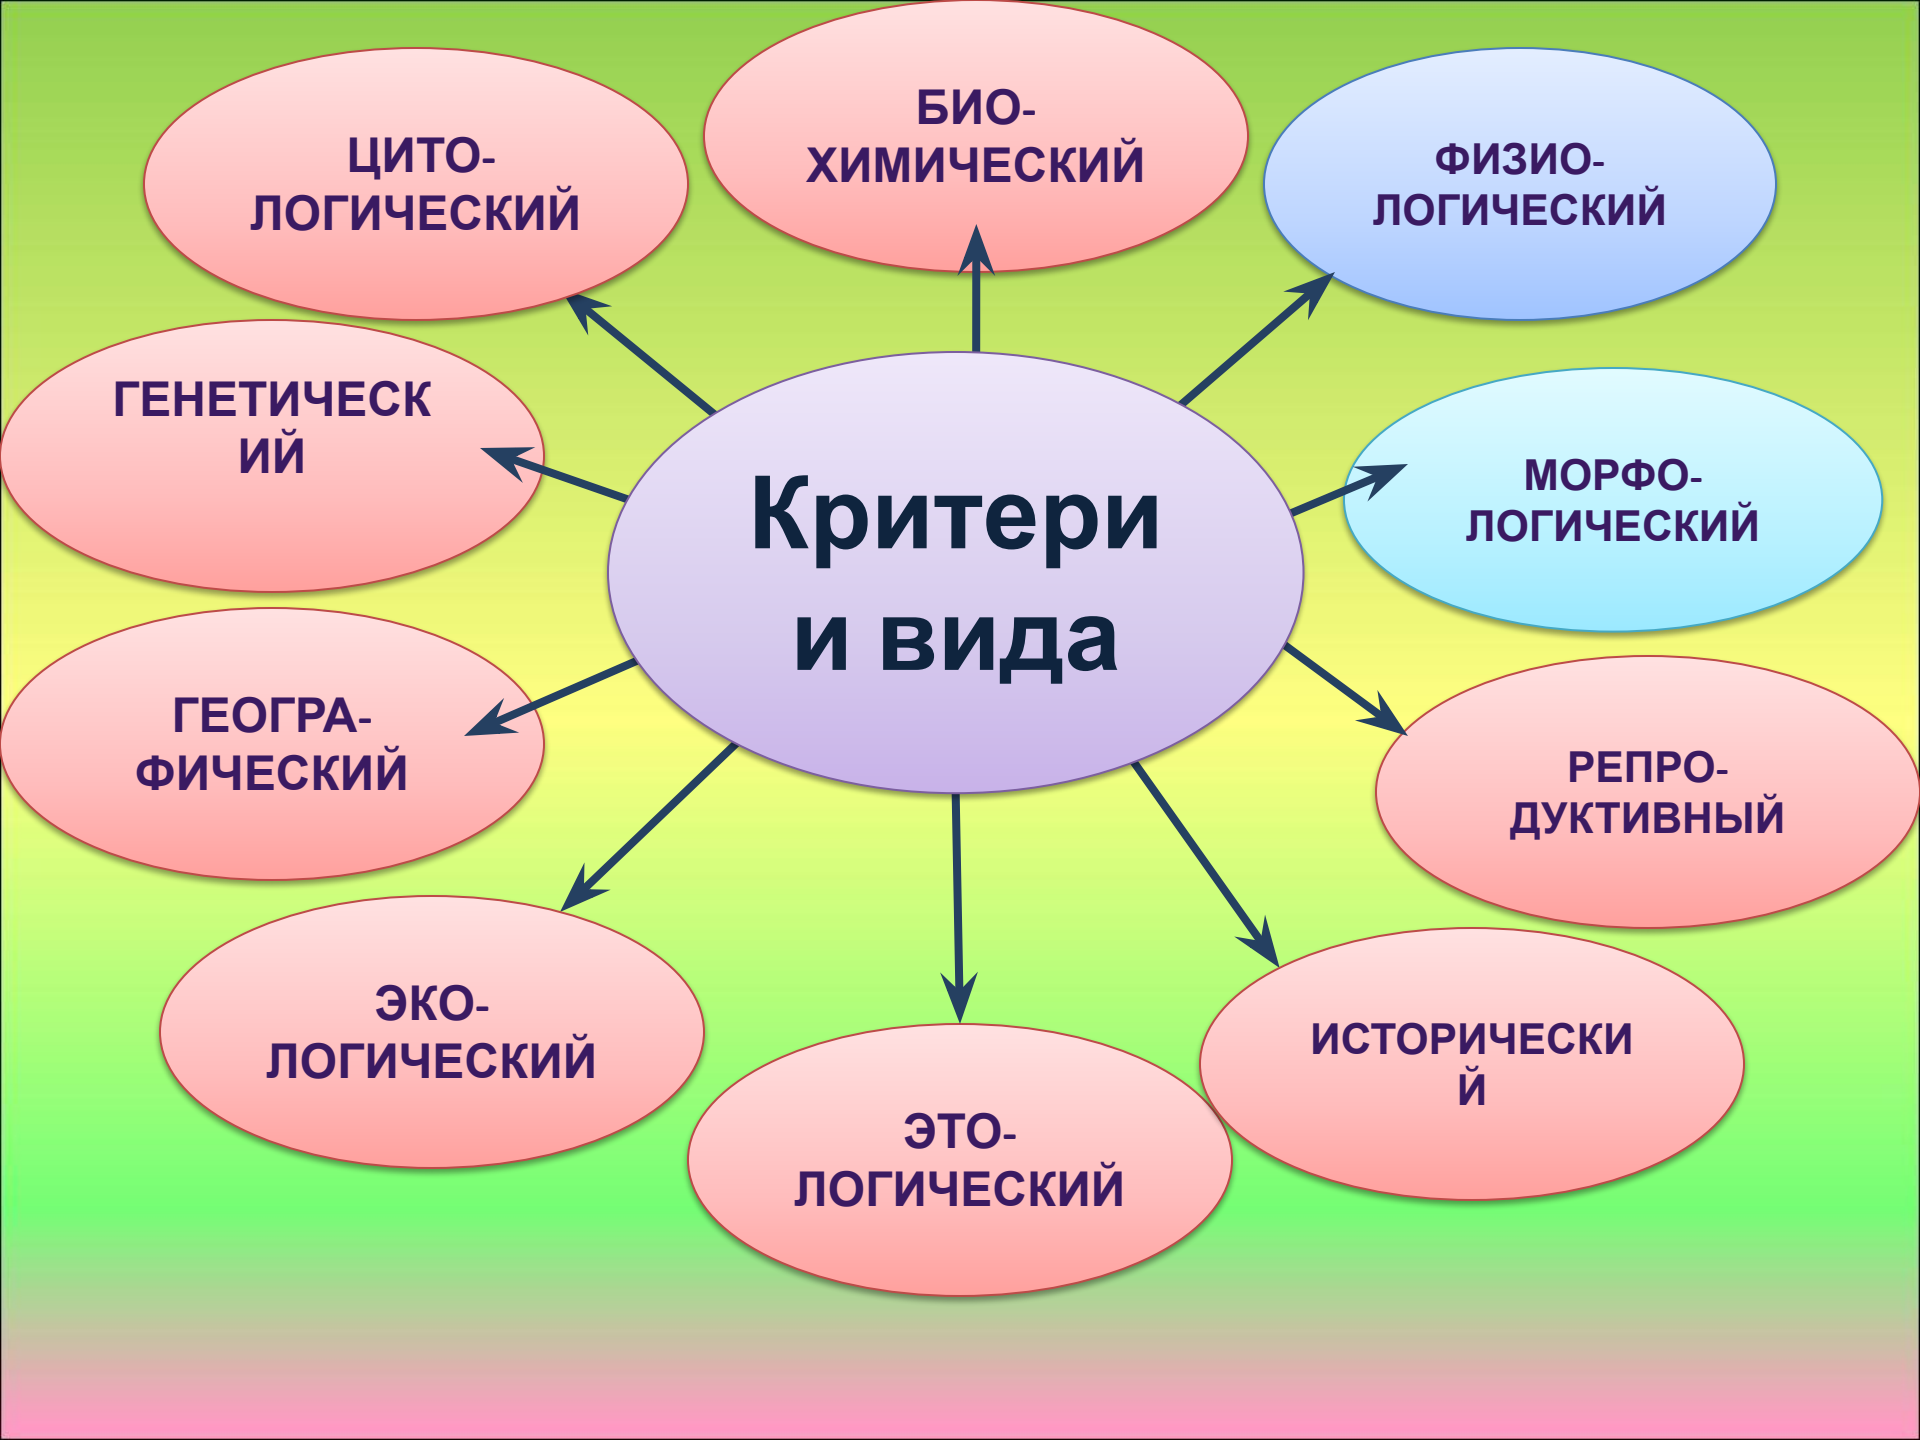 ЦИТО-
ЛОГИЧЕСКИЙ
БИО-
ХИМИЧЕСКИЙ
ФИЗИО-
ЛОГИЧЕСКИЙ
ГЕНЕТИЧЕСК
ИЙ
Критери
и вида
МОРФО-
ЛОГИЧЕСКИЙ
ГЕОГРА-
ФИЧЕСКИЙ
РЕПРО-
ДУКТИВНЫЙ
ЭКО-
ЛОГИЧЕСКИЙ
ЭТО-
ЛОГИЧЕСКИЙ
ИСТОРИЧЕСКИ
Й